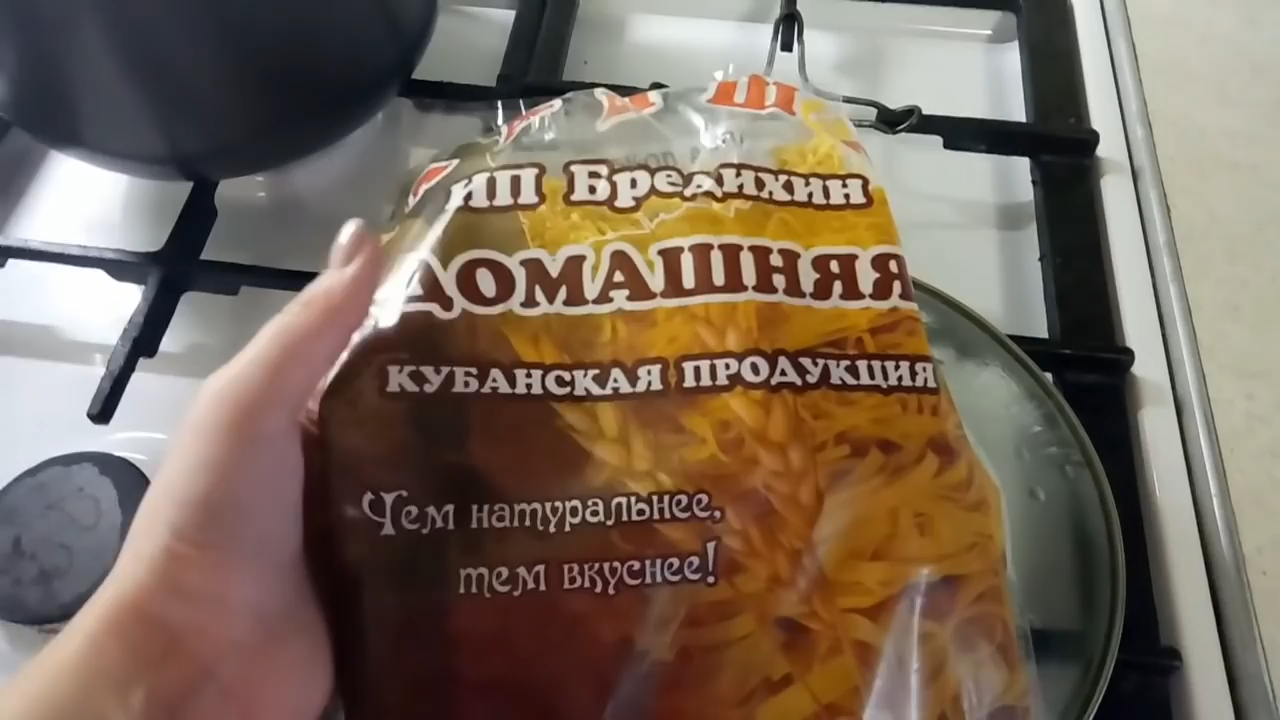 ИП Бредихин
ДОМАШНЯЯ
КУБАНСКАЯ ПРОДУКЦИЯ
Чем натуральнее,
тем вкуснее!